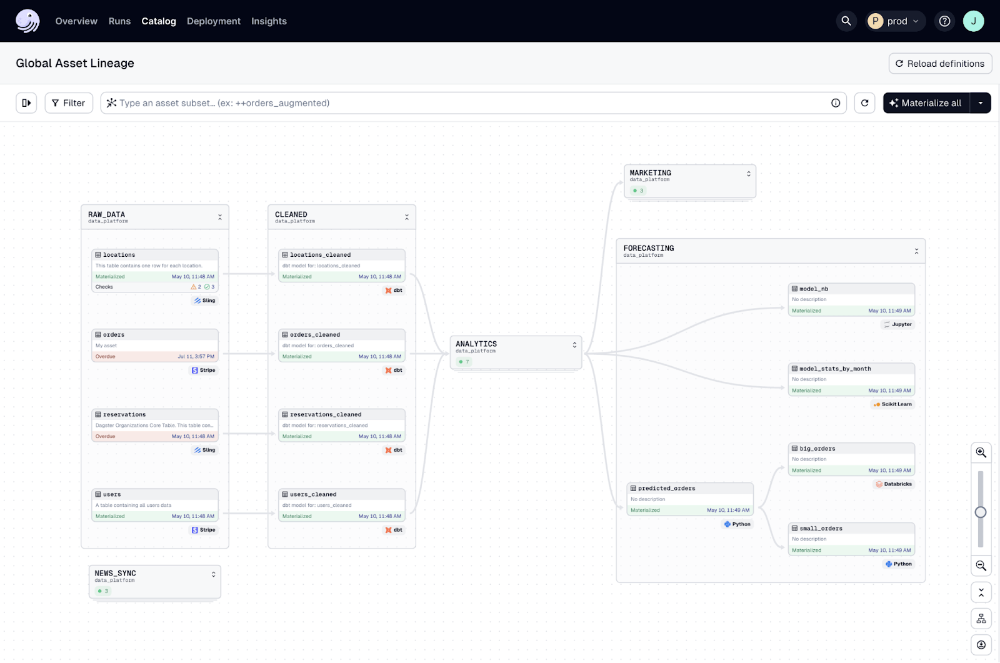 Overview Runs Catalog Deployment Insights
P prod
J
Global Asset Lineage
Reload definitions
Filter
Type an asset subset... (ex: ++orders_augmented)
Materialize all
RAW_DATA
data_platform
locations
This table contains one row for each location.
Materialized May 10, 11:48 AM
Checks 2 3
Sling
orders
My asset
Overdue Jul 11, 3:57 PM
Stripe
reservations
Dagster Organizations Core Table. This table con...
Overdue May 10, 11:48 AM
Sling
users
A table containing all users data
Materialized May 10, 11:48 AM
Stripe
NEWS_SYNC
data_platform
3
CLEANED
data_platform
locations_cleaned
dbt model for: locations_cleaned
Materialized May 10, 11:48 AM
dbt
orders_cleaned
dbt model for: orders_cleaned
Materialized May 10, 11:48 AM
dbt
reservations_cleaned
dbt model for: reservations_cleaned
Materialized May 10, 11:48 AM
dbt
users_cleaned
dbt model for: users_cleaned
Materialized May 10, 11:48 AM
dbt
ANALYTICS
data_platform
7
MARKETING
data_platform
3
FORECASTING
data_platform
model_nb
No description
Materialized May 10, 11:49 AM
Jupyter
model_stats_by_month
No description
Materialized May 10, 11:49 AM
Scikit Learn
big_orders
No description
Materialized May 10, 11:49 AM
Databricks
predicted_orders
No description
Materialized May 10, 11:49 AM
Python
small_orders
No description
Materialized May 10, 11:49 AM
Python